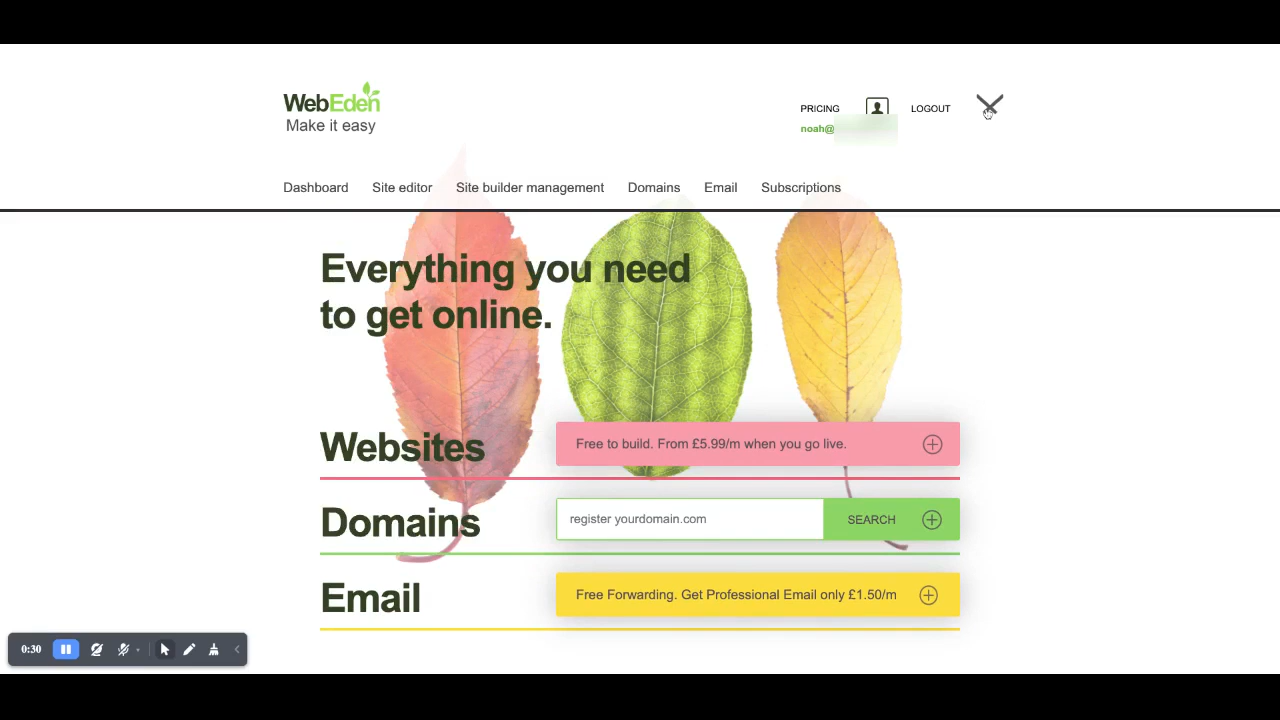 WebEden
Make it easy
PRICING
LOGOUT
noah@
Dashboard
Site editor
Site builder management
Domains
Email
Subscriptions
Everything you need
to get online.
Websites
Free to build. From £5.99/m when you go live.
Domains
register yourdomain.com
SEARCH
Email
Free Forwarding. Get Professional Email only £1.50/m
0:30